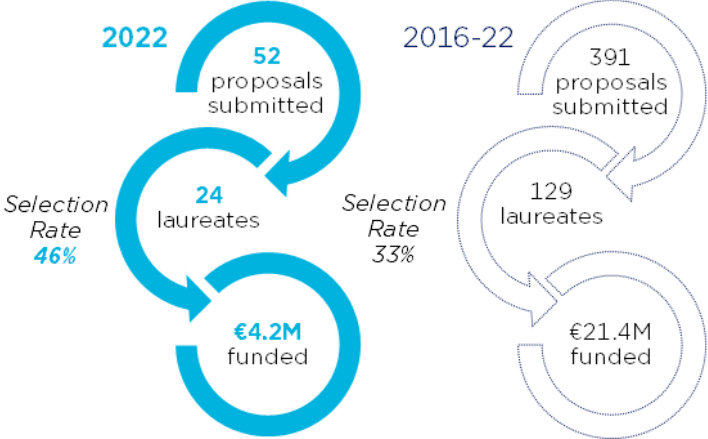 2022
52
proposals
submitted
24
laureates
Selection
Rate
46%
€4.2M
funded
2016-22
391
proposals
submitted
129
laureates
Selection
Rate
33%
€21.4M
funded